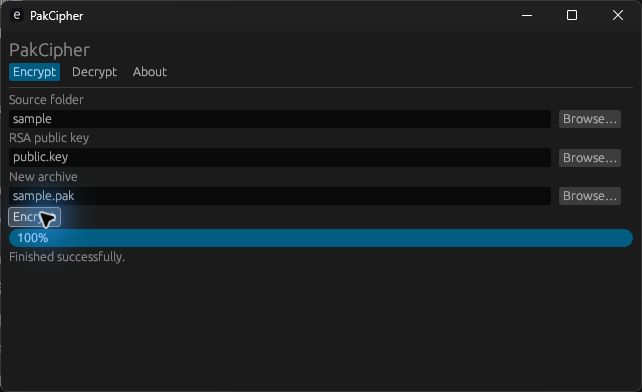 e PakCipher
PakCipher
Encrypt Decrypt About
Source folder
sample Browse...
RSA public key
public.key Browse...
New archive
sample.pak Browse...
Encrypt
100%
Finished successfully.